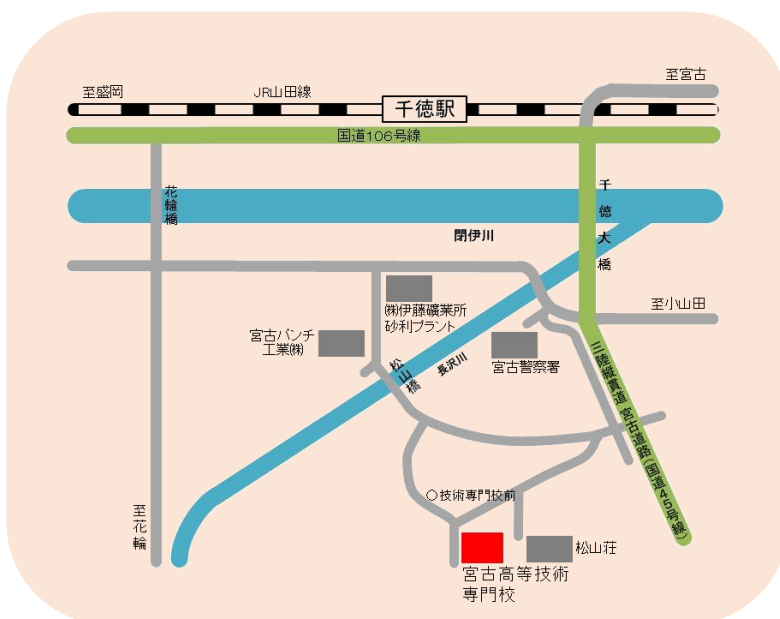 至宮古
至盛岡
JR山田線
千徳駅
国道106号線
花輪橋
千徳大橋
閉伊川
至小山田
㈱伊藤礦業所
砂利プラント
宮古パンチ
工業㈱
松山橋
長沢川
宮古警察署
三陸縦貫道 宮古道路(国道45号線)
○技術専門校前
至花輪
松山荘
宮古高等技術
専門校